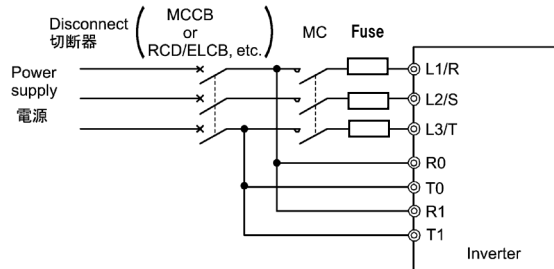 Disconnect
切断器
(MCCB
or
RCD/ELCB, etc.)
MC
Fuse
Power
supply
電源
L1/R
L2/S
L3/T
R0
T0
R1
T1
Inverter